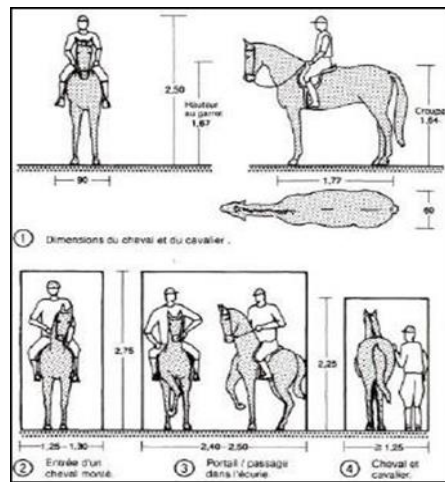 2,50
Hauteur
au garrot
1,67
Croupe
1,64
90
1,77
60
1 Dimensions du cheval et du cavalier.
2,75
2,25
1,25 - 1,30
2,40 - 2,50
≥ 1,25
2 Entrée d'un
cheval monté.
3 Portail / passage
dans l'écurie.
4 Cheval et
cavalier.